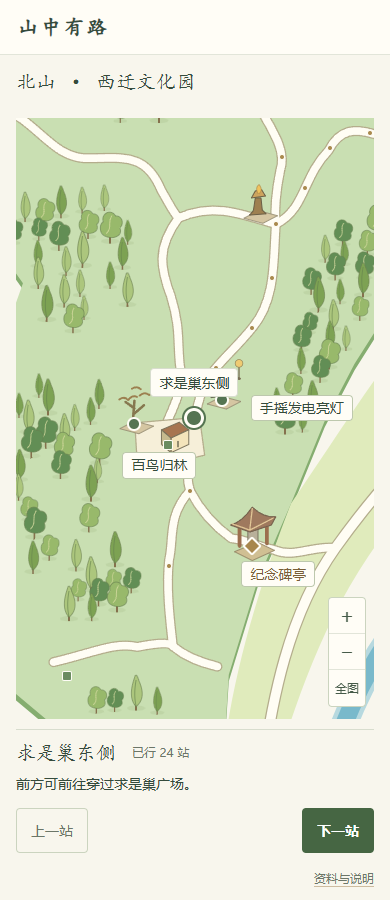 山中有路
北山 • 西迁文化园
求是巢东侧
手摇发电亮灯
百鸟归林
纪念碑亭
+
−
全图
求是巢东侧 已行 24 站
前方可前往穿过求是巢广场。
上一站
下一站
资料与说明